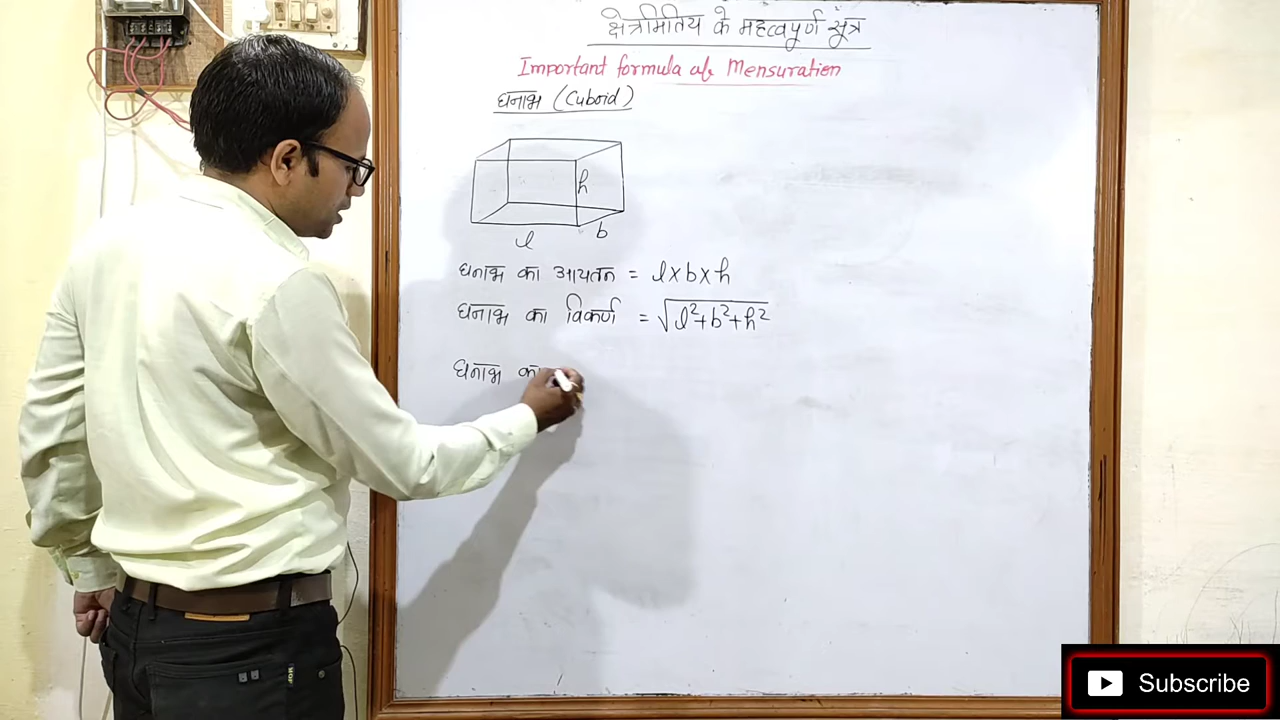 क्षेत्रमितिय के महत्वपूर्ण सूत्र
Important formula of Mensuration
घनाभ (Cuboid)
h
l
b
घनाभ का आयतन = l×b×h
घनाभ का विकर्ण = √l²+b²+h²
घनाभ का
Subscribe